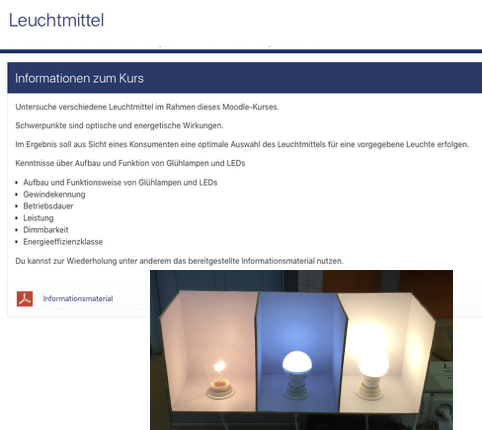 Leuchtmittel
Informationen zum Kurs
Untersuche verschiedene Leuchtmittel im Rahmen dieses Moodle-Kurses.
Schwerpunkte sind optische und energetische Wirkungen.
Im Ergebnis soll aus Sicht eines Konsumenten eine optimale Auswahl des Leuchtmittels für eine vorgegebene Leuchte erfolgen.
Kenntnisse über Aufbau und Funktion von Glühlampen und LEDs
Aufbau und Funktionsweise von Glühlampen und LEDs
Gewindekennung
Betriebsdauer
Leistung
Dimmbarkeit
Energieeffizienzklasse
Du kannst zur Wiederholung unter anderem das bereitgestellte Informationsmaterial nutzen.
Informationsmaterial